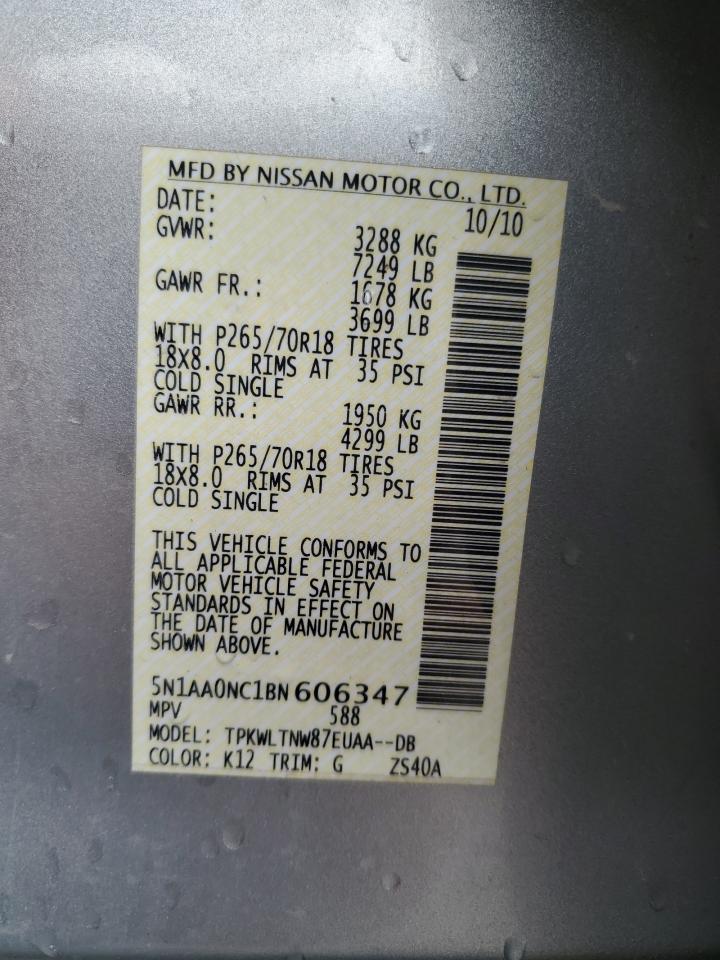 MFD BY NISSAN MOTOR CO., LTD.
DATE: 10/10
GVWR: 3288 KG
7249 LB
GAWR FR.: 1678 KG
3699 LB
WITH P265/70R18 TIRES
18X8.0 RIMS AT 35 PSI
COLD SINGLE
GAWR RR.: 1950 KG
4299 LB
WITH P265/70R18 TIRES
18X8.0 RIMS AT 35 PSI
COLD SINGLE
THIS VEHICLE CONFORMS TO
ALL APPLICABLE FEDERAL
MOTOR VEHICLE SAFETY
STANDARDS IN EFFECT ON
THE DATE OF MANUFACTURE
SHOWN ABOVE.
5N1AA0NC1BN606347
MPV 588
MODEL: TPKWLTNW87EUAA--DB
COLOR: K12 TRIM: G ZS40A